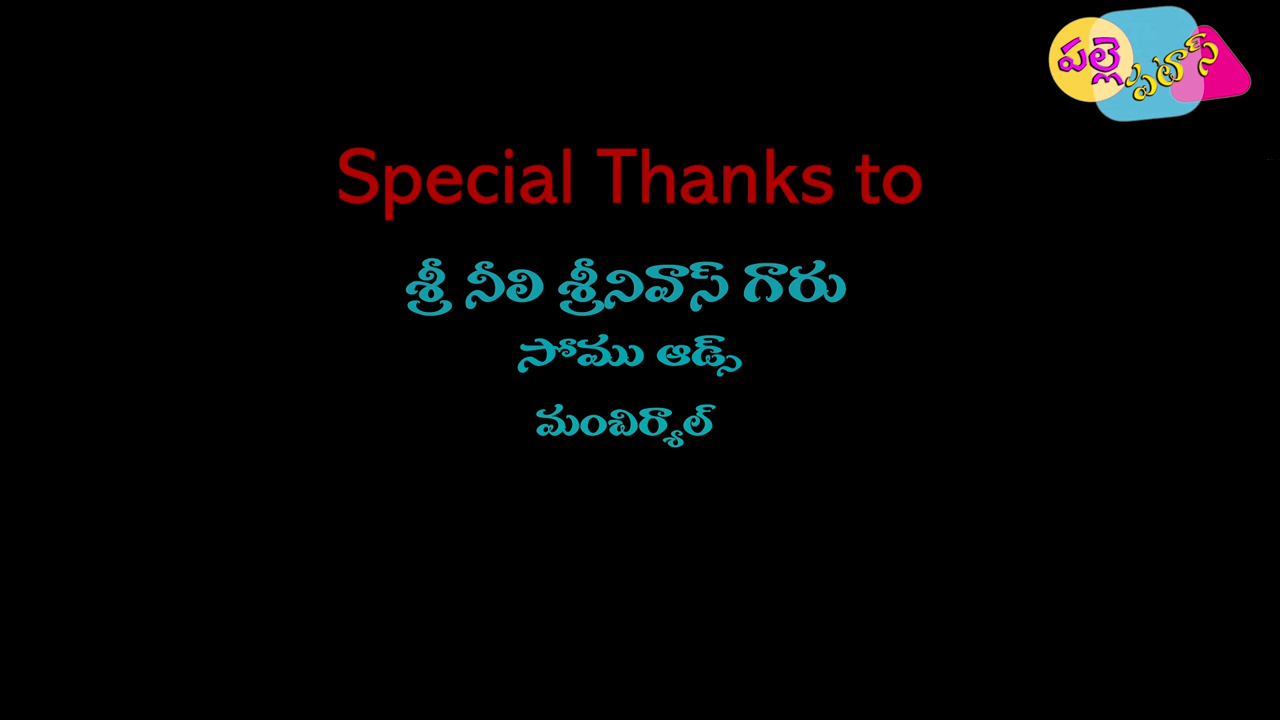 పల్లె
పటాస్
Special Thanks to
శ్రీ నీలి శ్రీనివాస్ గారు
సోము ఆడ్స్
మంచిర్యాల్